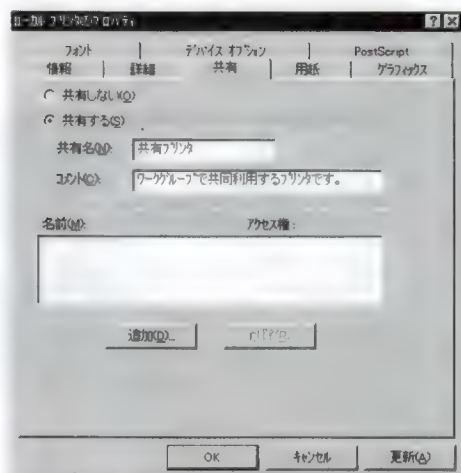 ローカル プリンタのプロパティ
フォント デバイス オプション PostScript
情報 詳細 共有 用紙 グラフィックス
共有しない(O)
共有する(S)
共有名(N): 共有プリンタ
コメント(C): ワークグループで共同利用するプリンタです。
名前(M): アクセス権:
追加(D)...
OK キャンセル 更新(A)